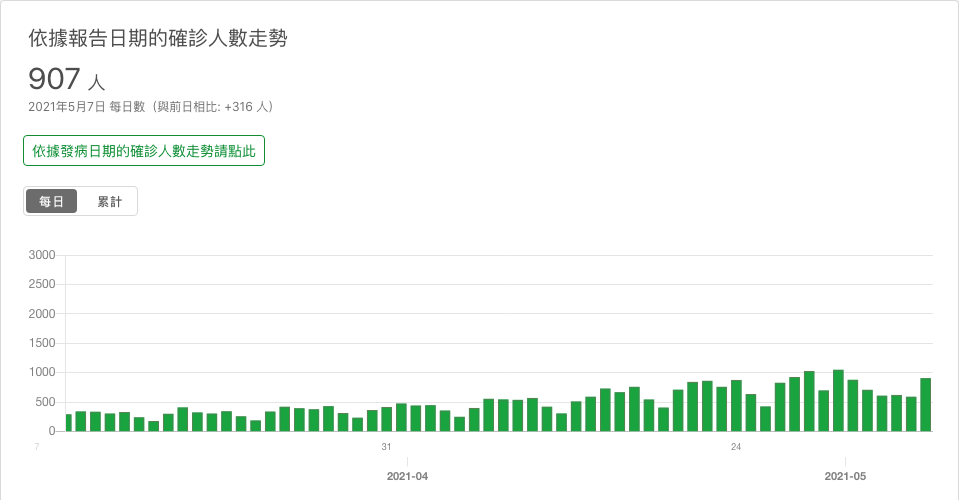 依據報告日期的確診人數走勢
907 人
2021年5月7日 每日數（與前日相比: +316 人）
依據發病日期的確診人數走勢請點此
每日 累計
3000
2500
2000
1500
1000
500
0
7 31 24
2021-04 2021-05